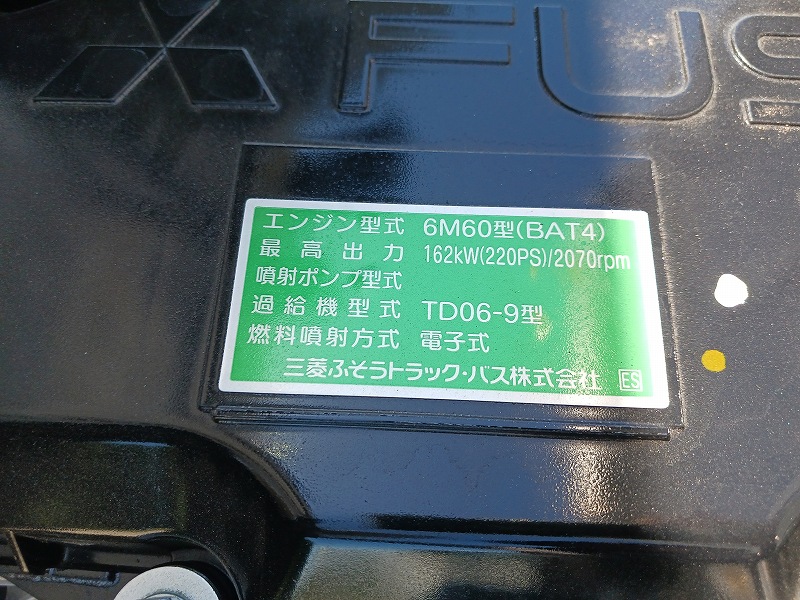 FUS
エンジン型式 6M60型(BAT4)
最高出力 162kW(220PS)/2070rpm
噴射ポンプ型式
過給機型式 TD06-9型
燃料噴射方式 電子式
三菱ふそうトラック・バス株式会社 ES